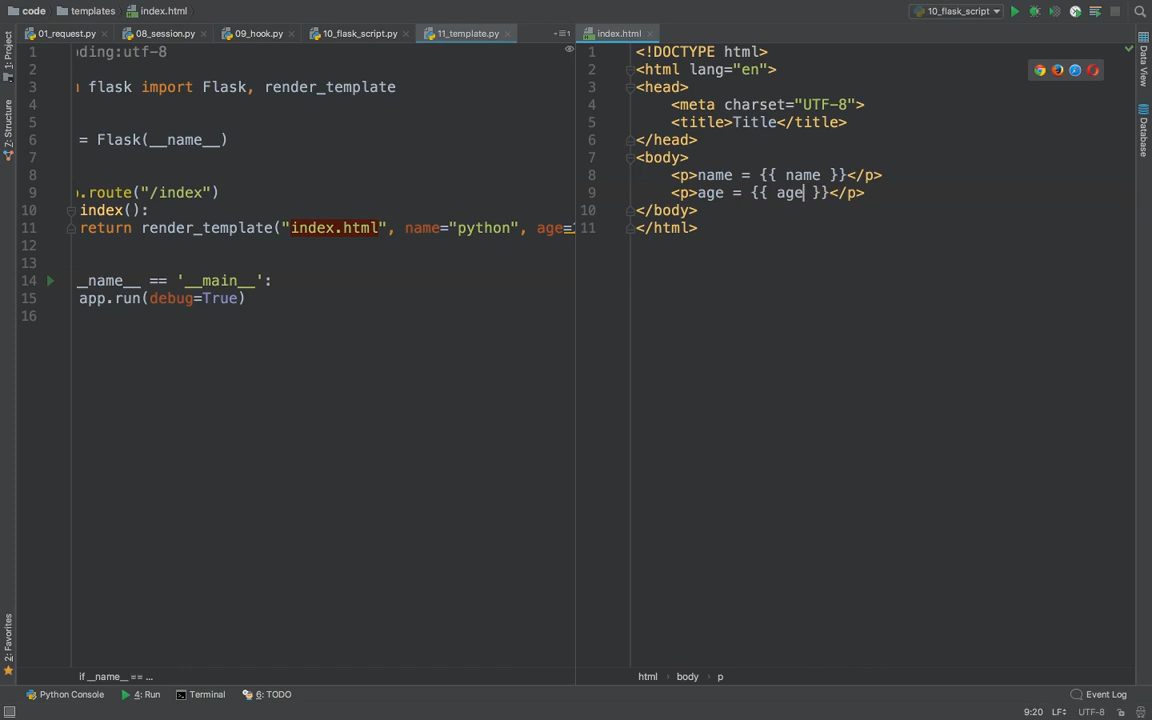 code templates index.html
10_flask_script
01_request.py 08_session.py 09_hook.py 10_flask_script.py 11_template.py
index.html
1: Project
Z: Structure
2: Favorites
1 ding:utf-8
2
3 flask import Flask, render_template
4
5
6 = Flask(__name__)
7
8
9 .route("/index")
10 index():
11 return render_template("index.html", name="python", age=
12
13
14 __name__ == '__main__':
15 app.run(debug=True)
16
if __name__ == ...
1 <!DOCTYPE html>
2 <html lang="en">
3 <head>
4 <meta charset="UTF-8">
5 <title>Title</title>
6 </head>
7 <body>
8 <p>name = {{ name }}</p>
9 <p>age = {{ age }}</p>
10 </body>
11 </html>
html body p
Data View
Database
Python Console 4: Run Terminal 6: TODO Event Log
9:20 LF UTF-8